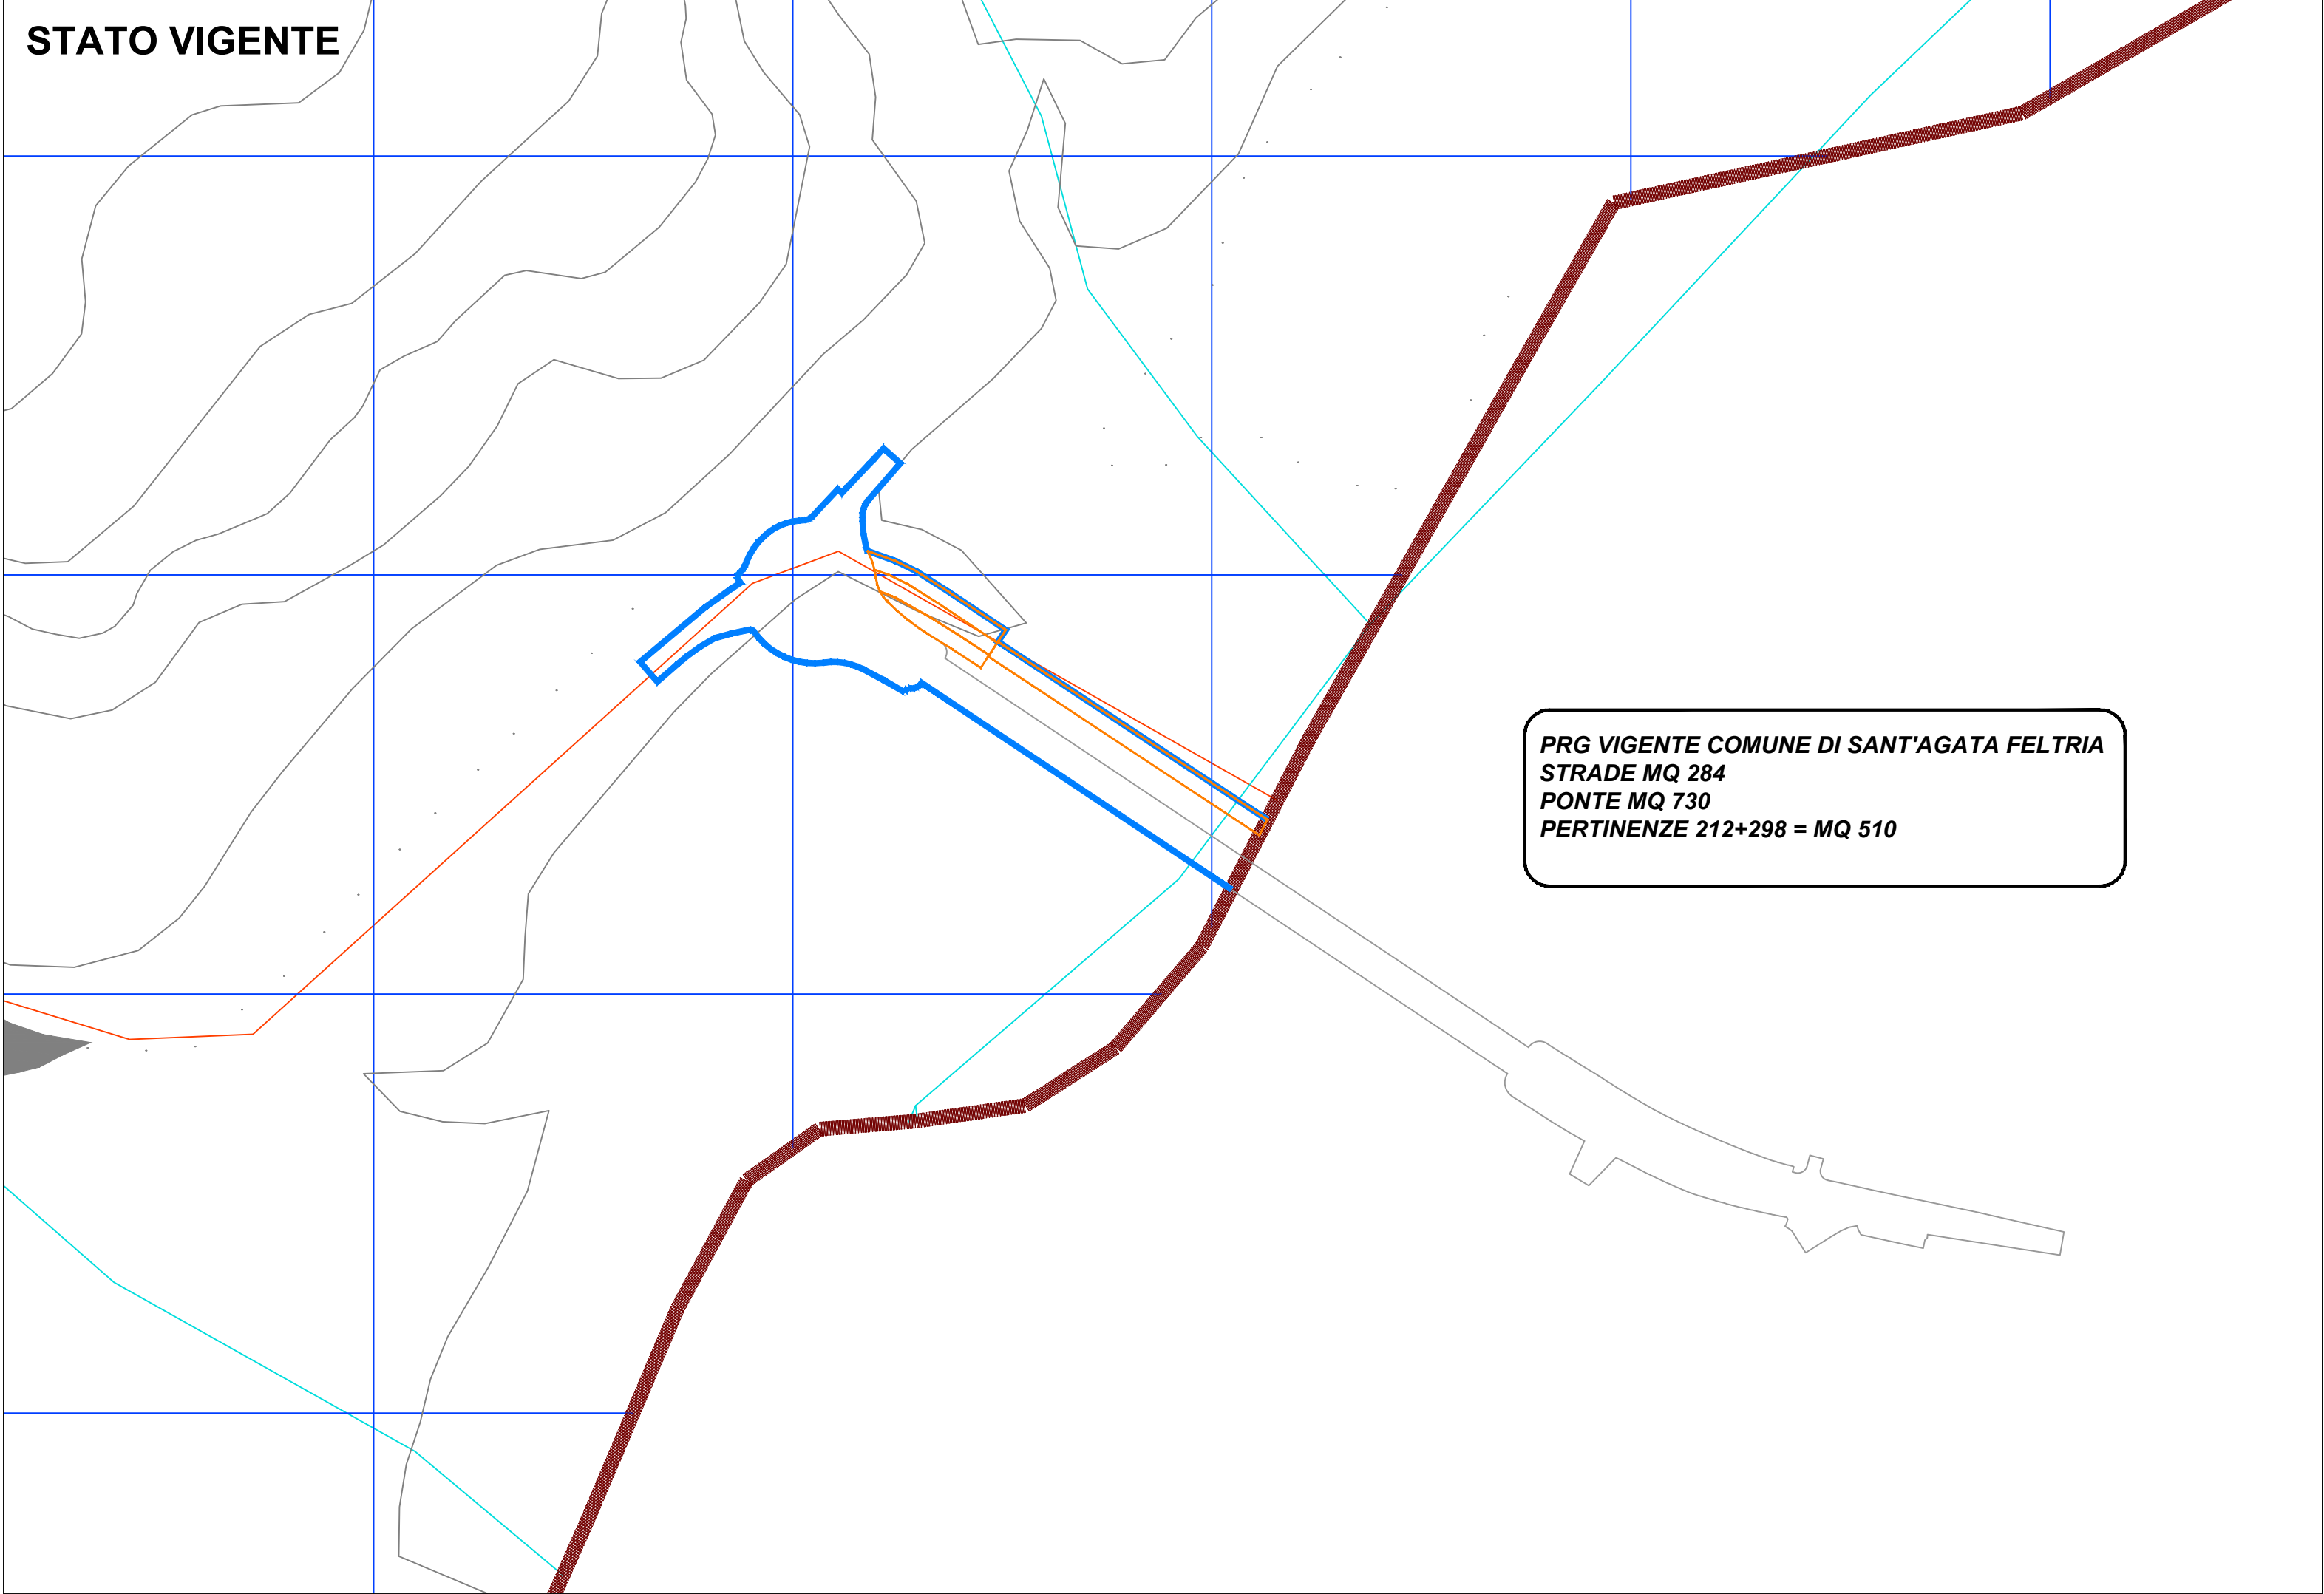 STATO VIGENTE
PRG VIGENTE COMUNE DI SANT'AGATA FELTRIA
STRADE MQ 284
PONTE MQ 730
PERTINENZE 212+298 = MQ 510